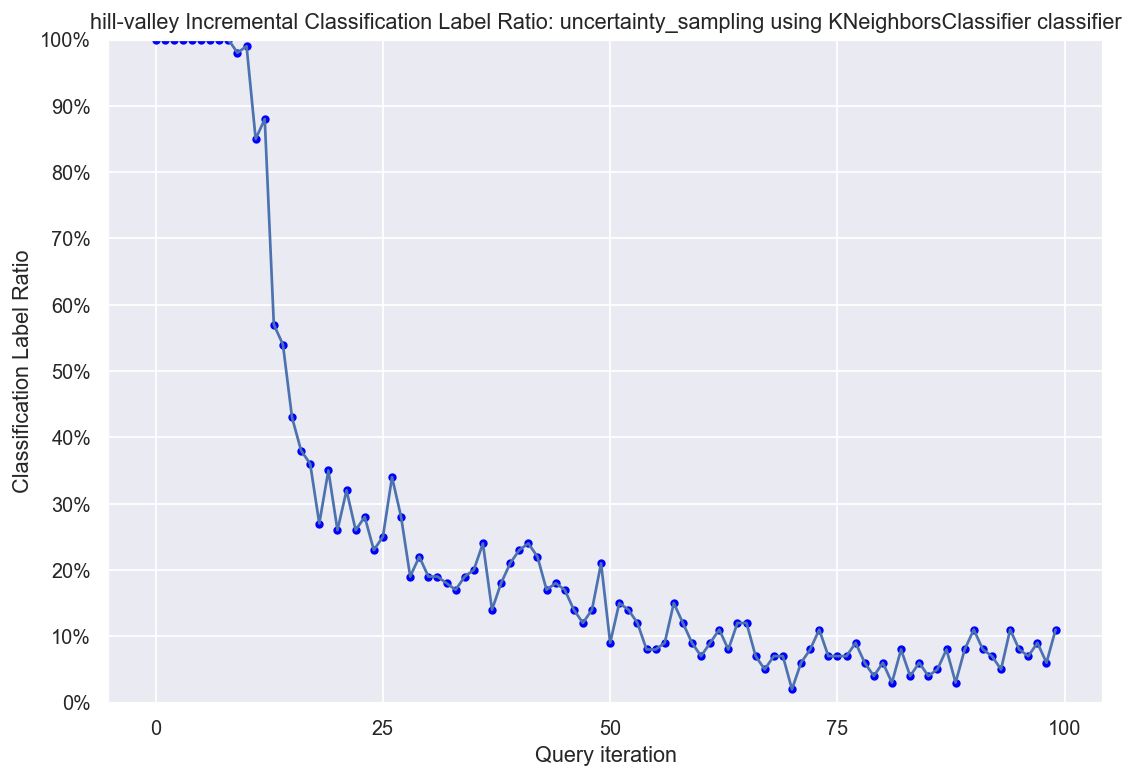 hill-valley Incremental Classification Label Ratio: uncertainty_sampling using KNeighborsClassifier classifier
100%
90%
80%
70%
60%
50%
40%
30%
20%
10%
0%
Classification Label Ratio
0 25 50 75 100
Query iteration